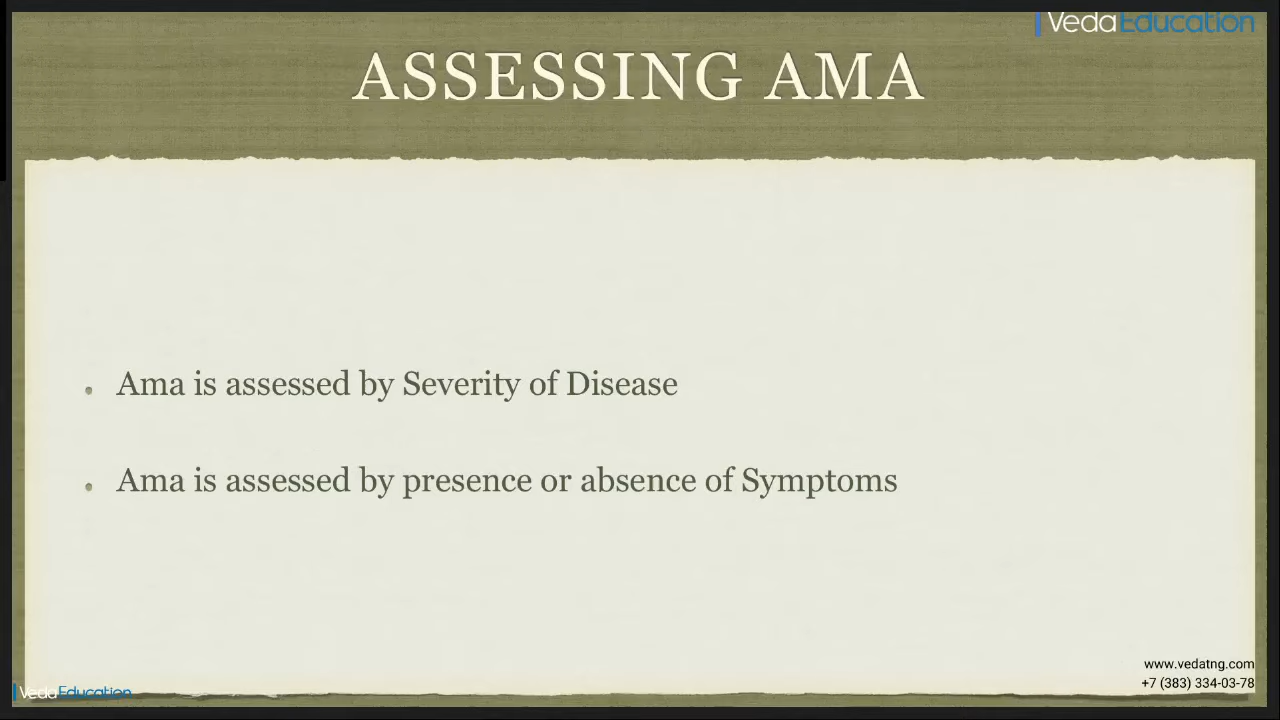 VedaEducation
ASSESSING AMA
Ama is assessed by Severity of Disease
Ama is assessed by presence or absence of Symptoms
www.vedatng.com
+7 (383) 334-03-78
VedaEducation